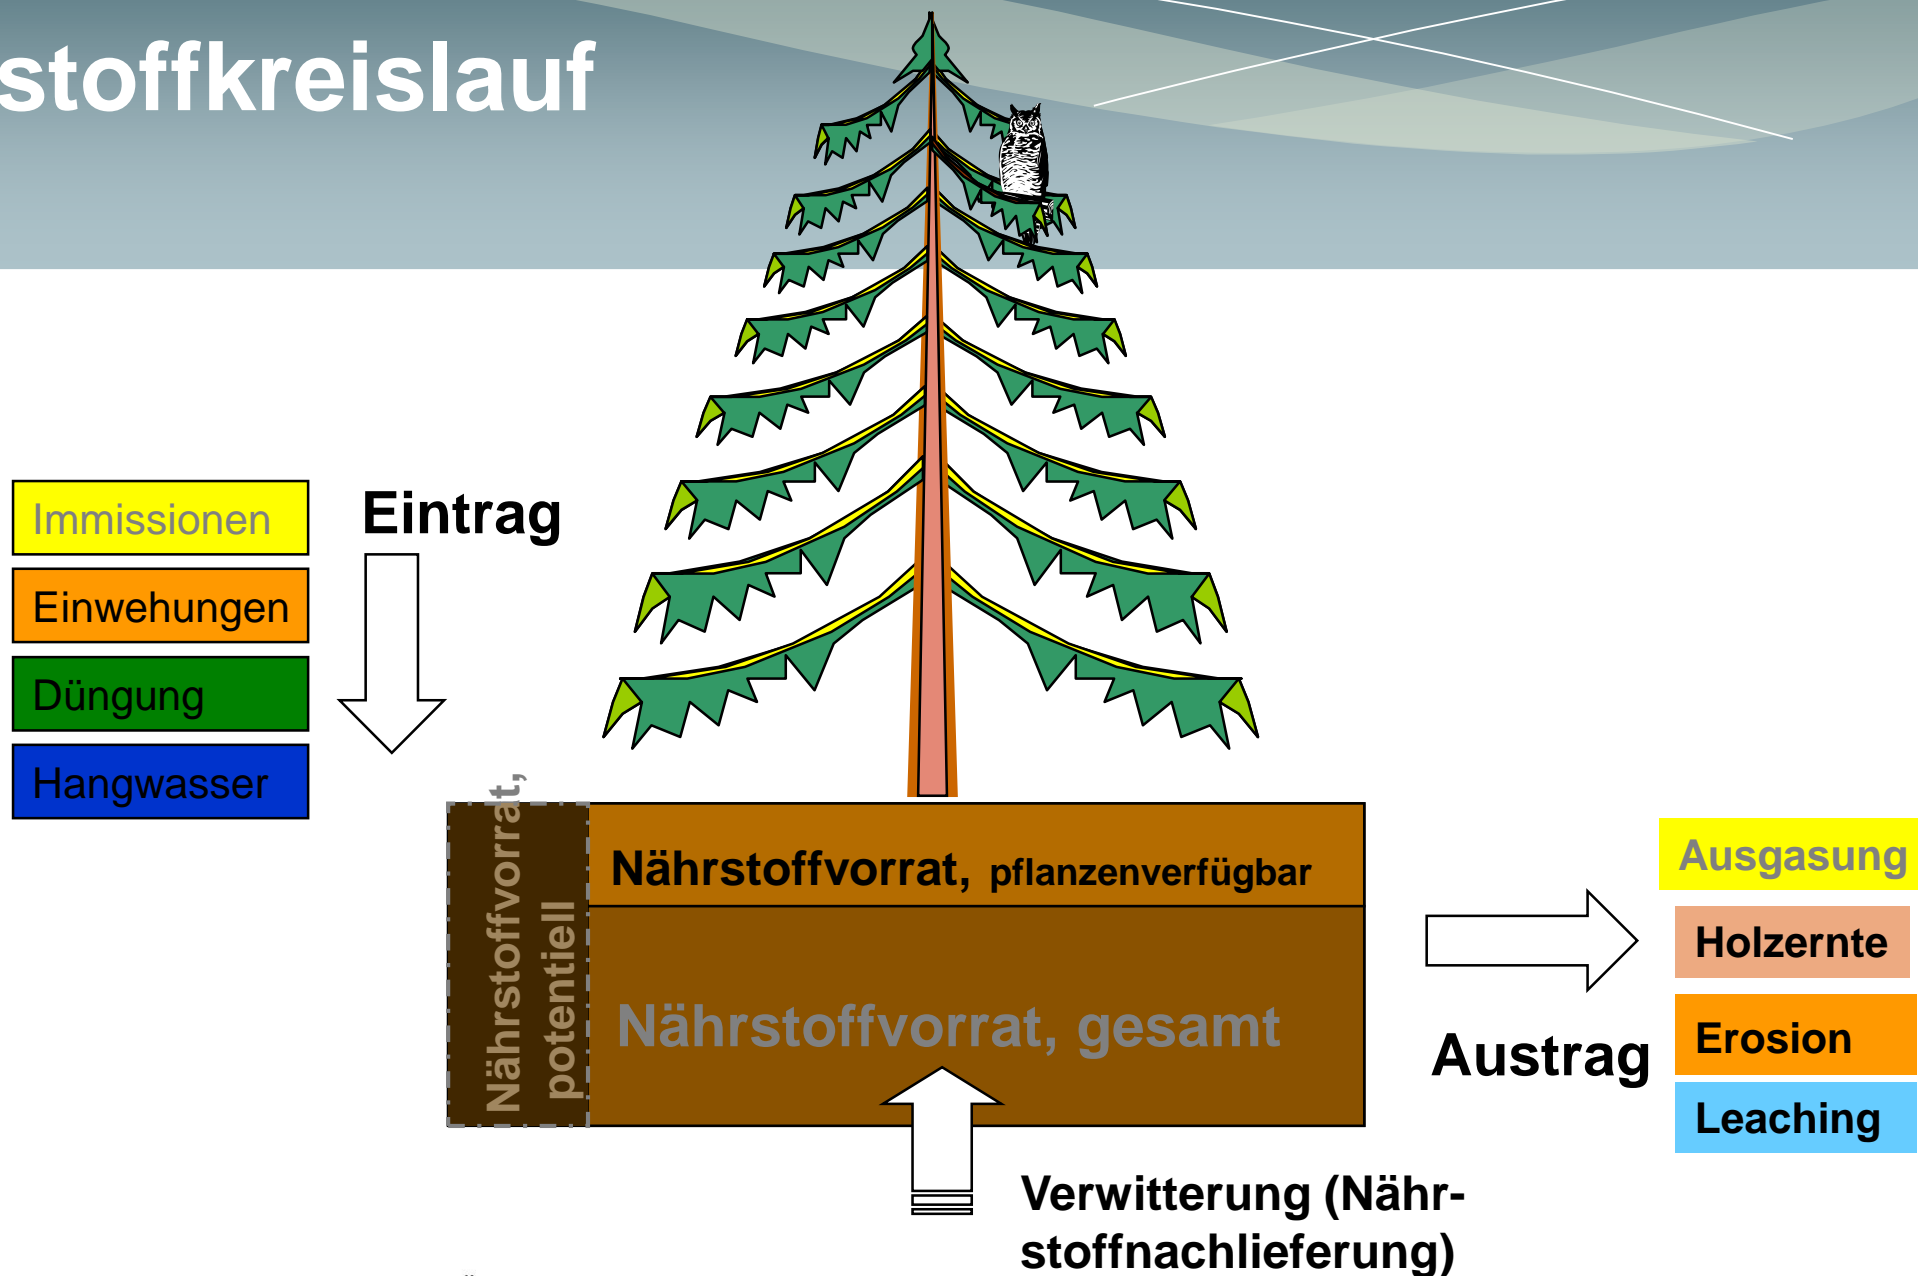 stoffkreislauf
Immissionen
Einwehungen
Düngung
Hangwasser
Eintrag
Nährstoffvorrat,
potentiell
Nährstoffvorrat, pflanzenverfügbar
Nährstoffvorrat, gesamt
Austrag
Ausgasung
Holzernte
Erosion
Leaching
Verwitterung (Nähr-
stoffnachlieferung)